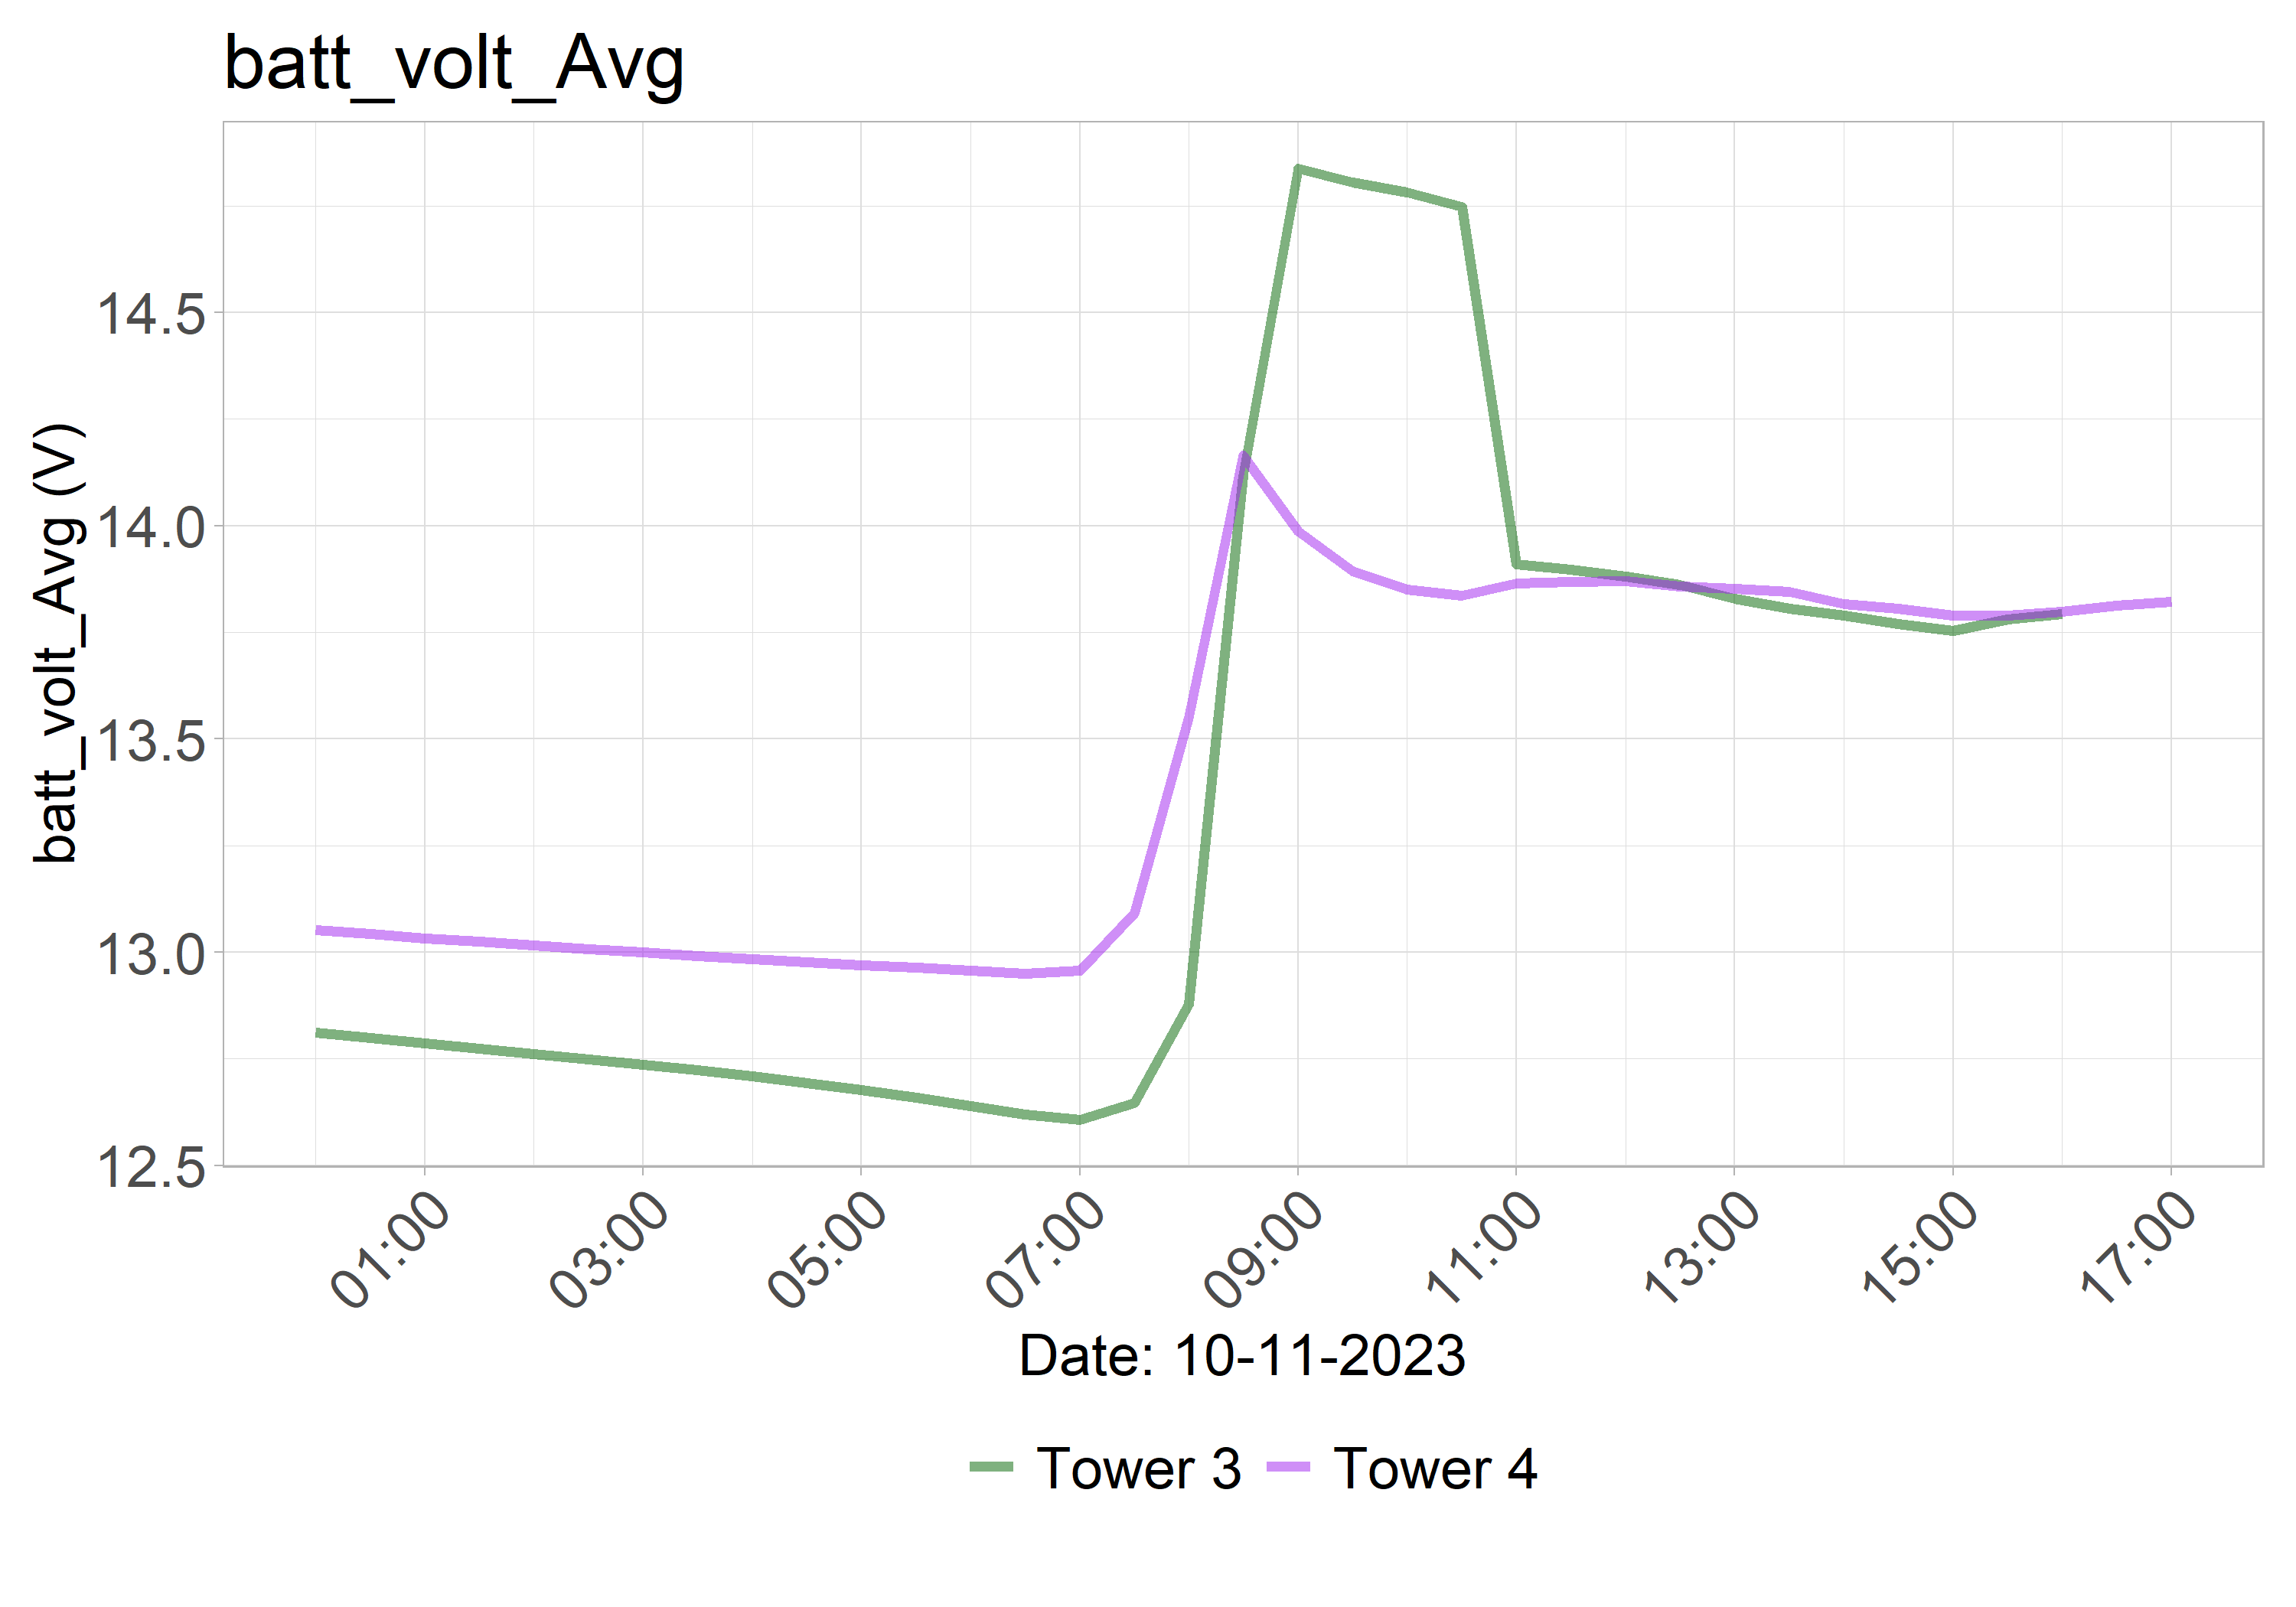 batt_volt_Avg
batt_volt_Avg (V)
14.5
14.0
13.5
13.0
12.5
01:00 03:00 05:00 07:00 09:00 11:00 13:00 15:00 17:00
Date: 10-11-2023
Tower 3 Tower 4